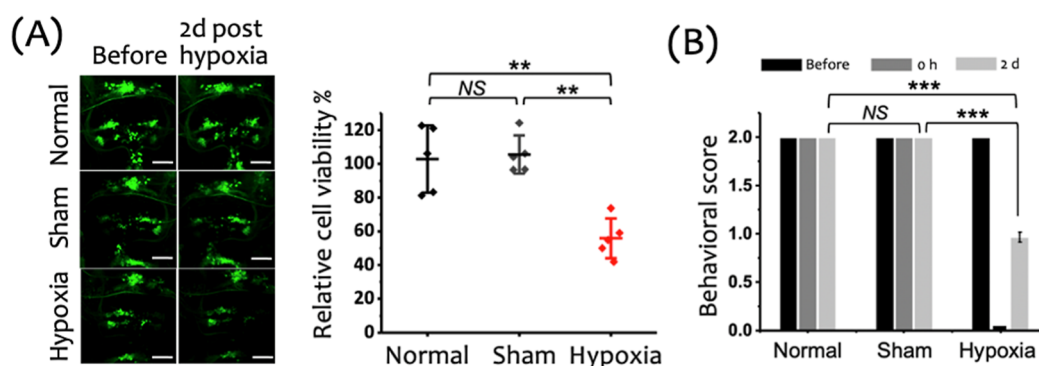 (A)
Before
2d post
hypoxia
Normal
Sham
Hypoxia
Relative cell viability %
120
100
80
60
40
20
0
**
NS
**
Normal Sham Hypoxia
(B)
Before 0 h 2 d
***
NS
***
Behavioral score
2.0
1.5
1.0
0.5
0.0
Normal Sham Hypoxia